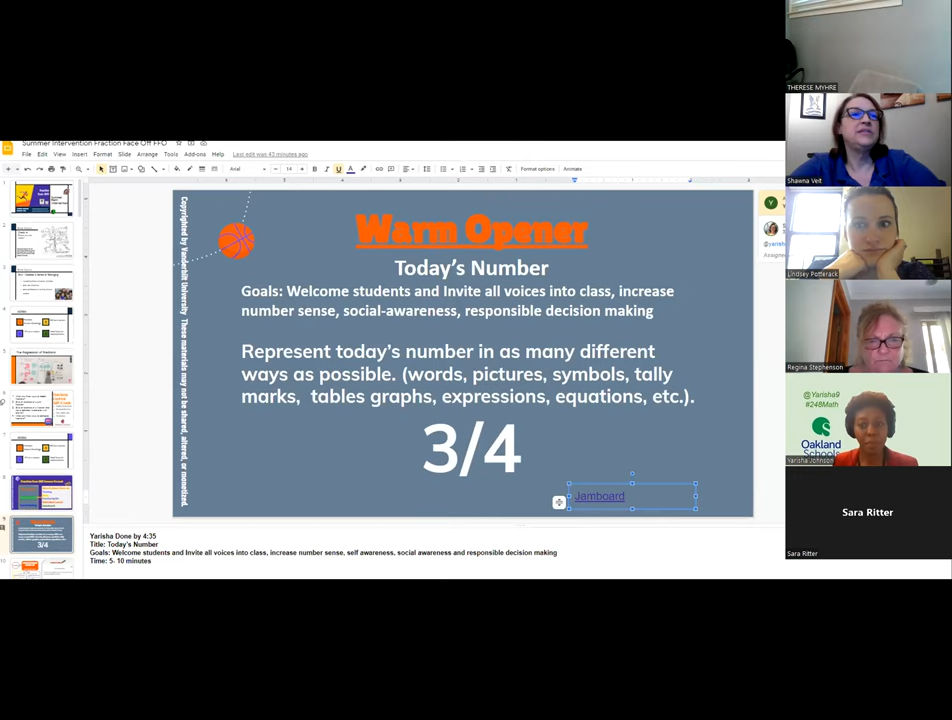 THERESE MYHRE
Summer Intervention Fraction Face Off FFO
File Edit View Insert Format Slide Arrange Tools Add-ons Help Last edit was 43 minutes ago
Arial 14 Format options Animate
Shawna Veit
Copyrighted by Vanderbilt University These materials may not be shared, altered, or monetized.
Warm Opener
Today's Number
Goals: Welcome students and Invite all voices into class, increase
number sense, social-awareness, responsible decision making
Lindsey Potterack
Represent today's number in as many different
ways as possible. (words, pictures, symbols, tally
marks, tables graphs, expressions, equations, etc.).
Regina Stephenson
3/4
@Yarisha9
#248Math
Oakland
Schools
Yarisha Johnson
Jamboard
Sara Ritter
Sara Ritter
Yarisha Done by 4:35
Title: Today's Number
Goals: Welcome students and Invite all voices into class, increase number sense, self awareness, social awareness and responsible decision making
Time: 5- 10 minutes